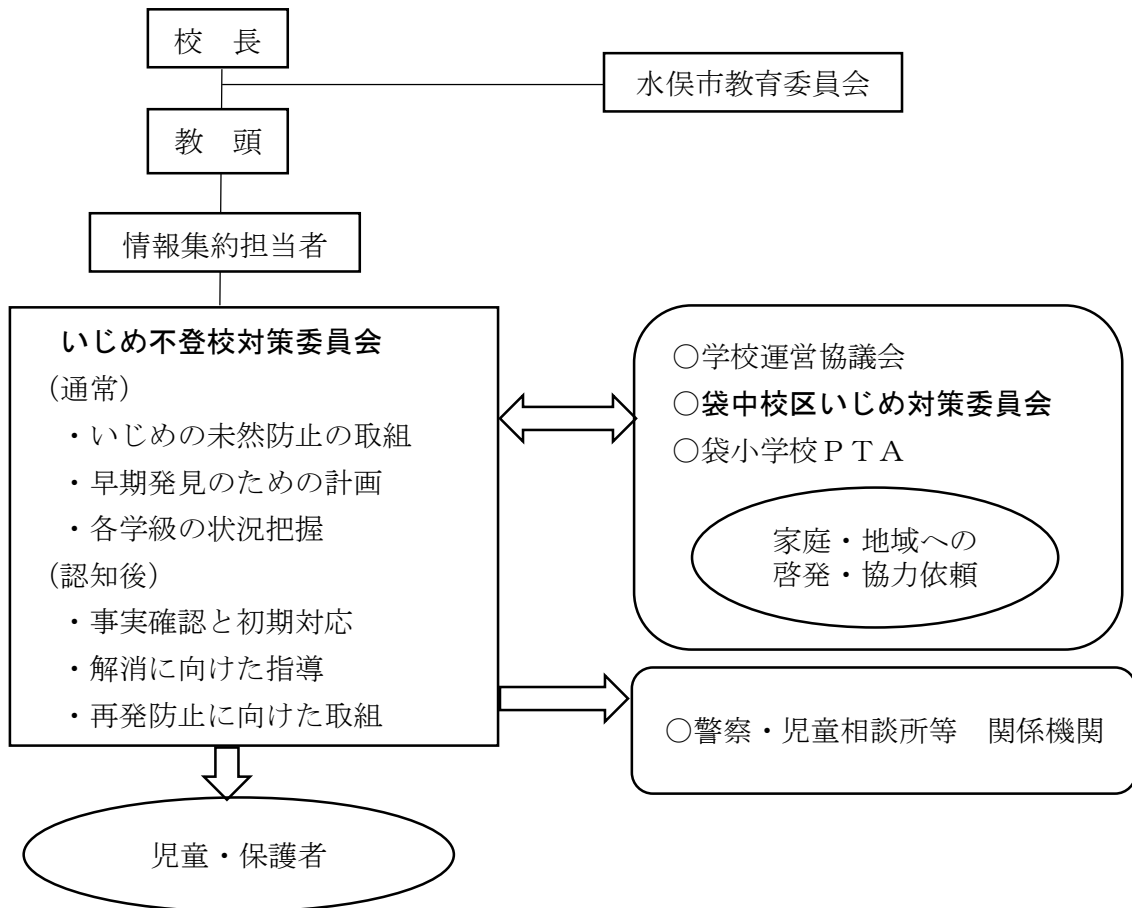 校　長
水俣市教育委員会
教　頭
情報集約担当者
いじめ不登校対策委員会
(通常)
・いじめの未然防止の取組
・早期発見のための計画
・各学級の状況把握
(認知後)
・事実確認と初期対応
・解消に向けた指導
・再発防止に向けた取組
○学校運営協議会
○袋中校区いじめ対策委員会
○袋小学校ＰＴＡ
家庭・地域への
啓発・協力依頼
○警察・児童相談所等　関係機関
児童・保護者